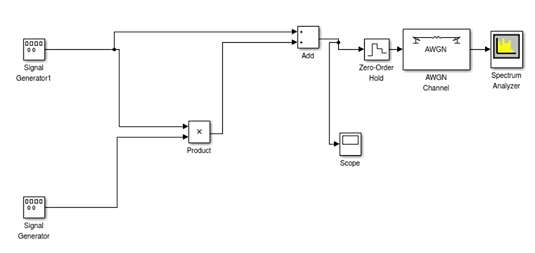 Signal
Generator1
Product
Signal
Generator
Add
Scope
Zero-Order
Hold
AWGN
AWGN
Channel
Spectrum
Analyzer